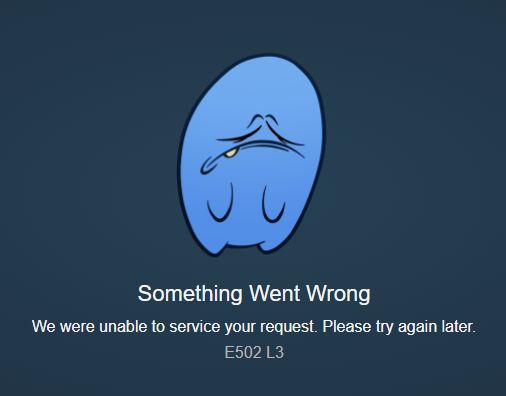 Something Went Wrong
We were unable to service your request. Please try again later.
E502 L3